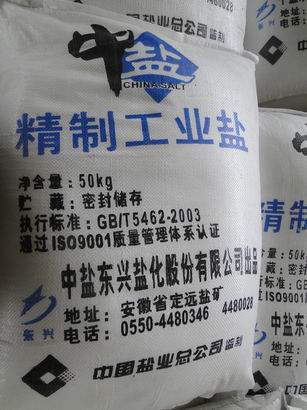 中盐
CHINA SALT
精制工业盐
净含量：50kg
贮 藏：密封储存
执行标准：GB/T5462-2003
通过ISO9001质量管理体系认证
中盐东兴盐化股份有限公司出品
东兴
地址：安徽省定远盐矿
电话：0550-4480346 4480028
中国盐业总公司监制